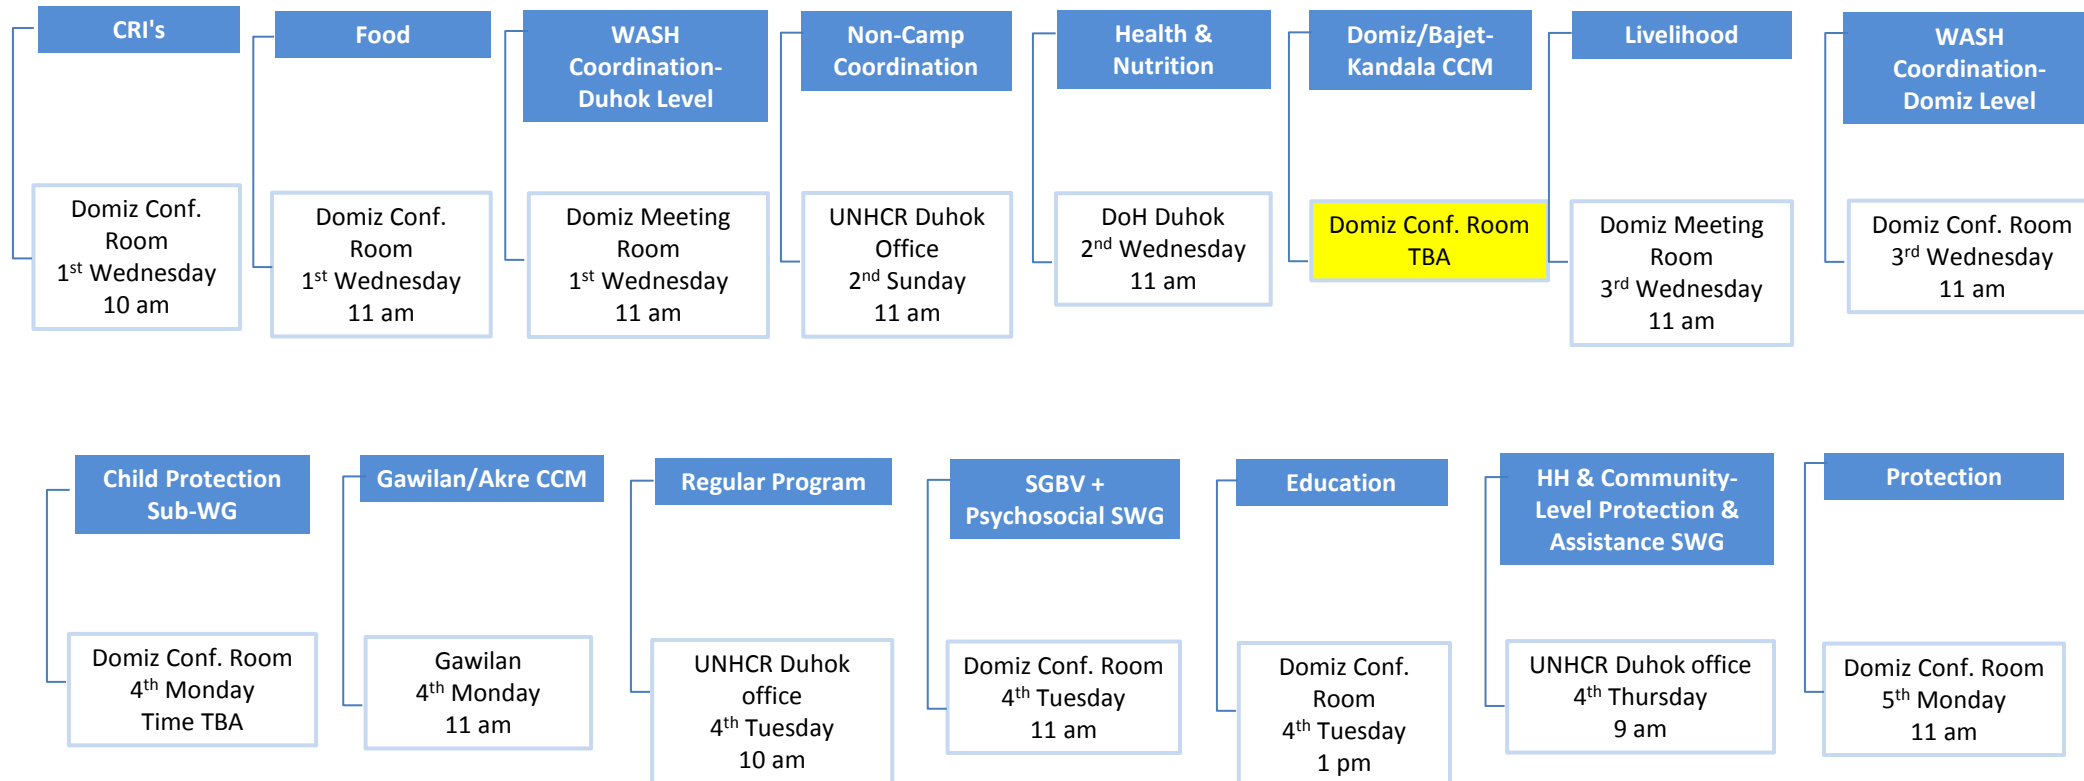 CRI's
Domiz Conf.
Room
1st Wednesday
10 am
Food
Domiz Conf.
Room
1st Wednesday
11 am
WASH
Coordination-
Duhok Level
Domiz Meeting
Room
1st Wednesday
11 am
Non-Camp
Coordination
UNHCR Duhok
Office
2nd Sunday
11 am
Health &
Nutrition
DoH Duhok
2nd Wednesday
11 am
Domiz/Bajet-
Kandala CCM
Domiz Conf. Room
TBA
Livelihood
Domiz Meeting
Room
3rd Wednesday
11 am
WASH
Coordination-
Domiz Level
Domiz Conf. Room
3rd Wednesday
11 am
Child Protection
Sub-WG
Domiz Conf. Room
4th Monday
Time TBA
Gawilan/Akre CCM
Gawilan
4th Monday
11 am
Regular Program
UNHCR Duhok
office
4th Tuesday
10 am
SGBV +
Psychosocial SWG
Domiz Conf. Room
4th Tuesday
11 am
Education
Domiz Conf.
Room
4th Tuesday
1 pm
HH & Community-
Level Protection &
Assistance SWG
UNHCR Duhok office
4th Thursday
9 am
Protection
Domiz Conf. Room
5th Monday
11 am